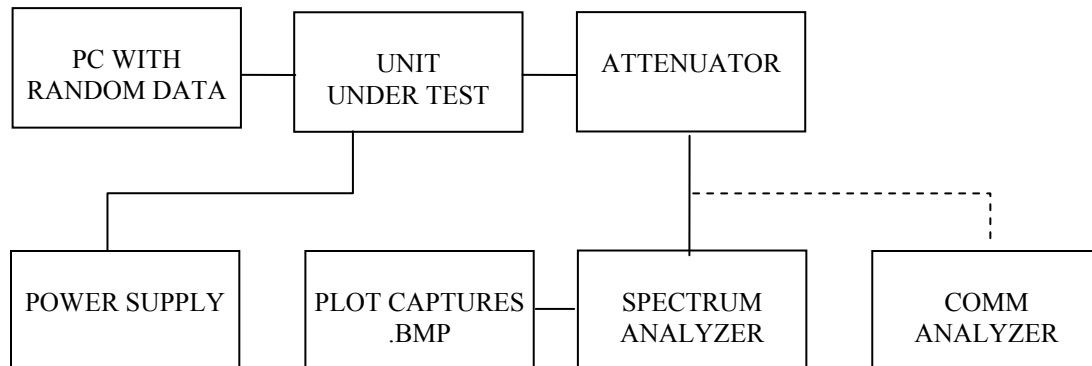 PC WITH
RANDOM DATA
UNIT
UNDER TEST
ATTENUATOR
POWER SUPPLY
PLOT CAPTURES
.BMP
SPECTRUM
ANALYZER
COMM
ANALYZER